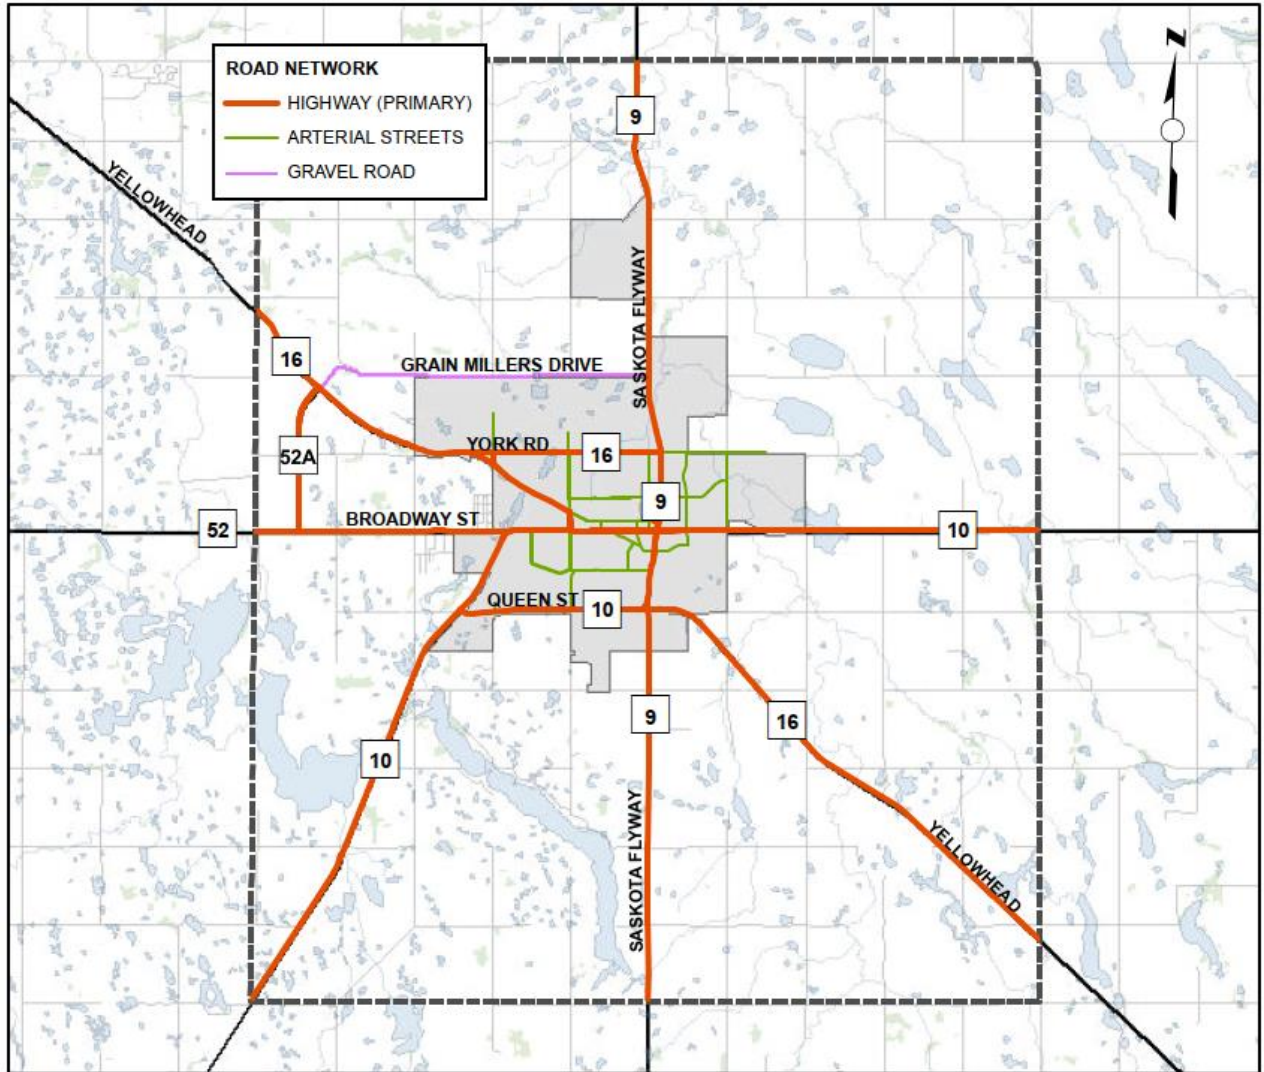 ROAD NETWORK
HIGHWAY (PRIMARY)
ARTERIAL STREETS
GRAVEL ROAD
N
9
YELLOWHEAD
SASKOTA FLYWAY
16
GRAIN MILLERS DRIVE
YORK RD
16
52A
9
BROADWAY ST
52
10
QUEEN ST
10
9
16
10
SASKOTA FLYWAY
YELLOWHEAD